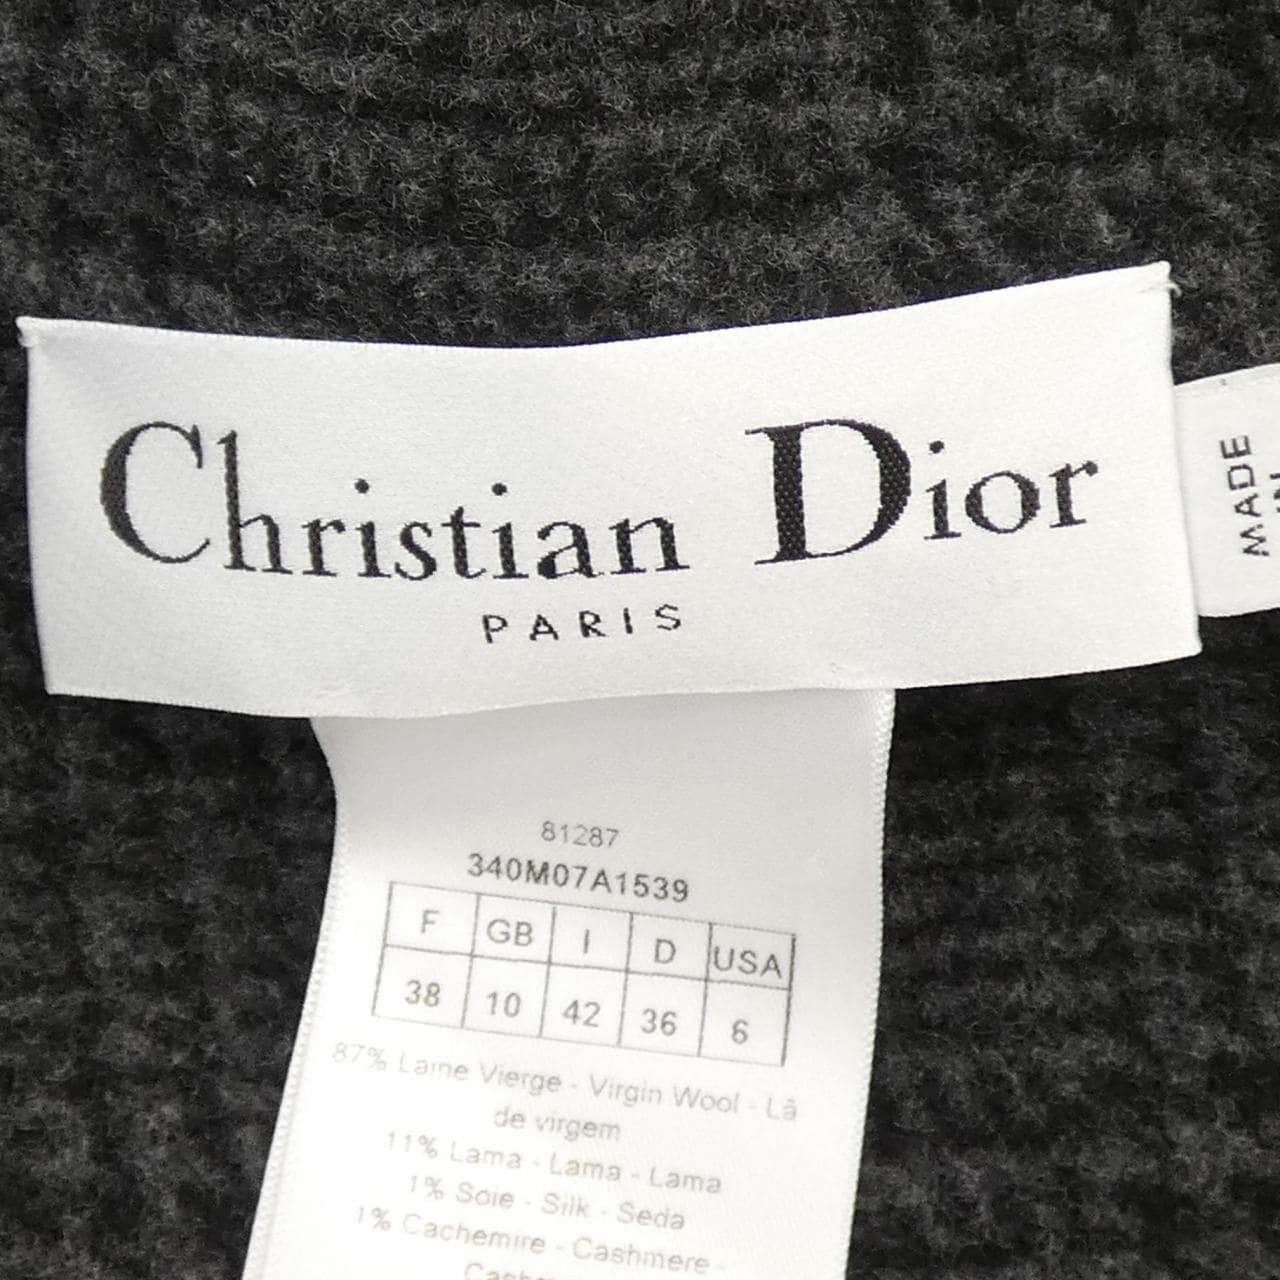 Christian Dior
PARIS
MADE
81287
340M07A1539
F GB I D USA
38 10 42 36 6
87% Laine Vierge - Virgin Wool - Lã
de virgem
11% Lama - Lama - Lama
1% Soie - Silk - Seda
1% Cachemire - Cashmere -